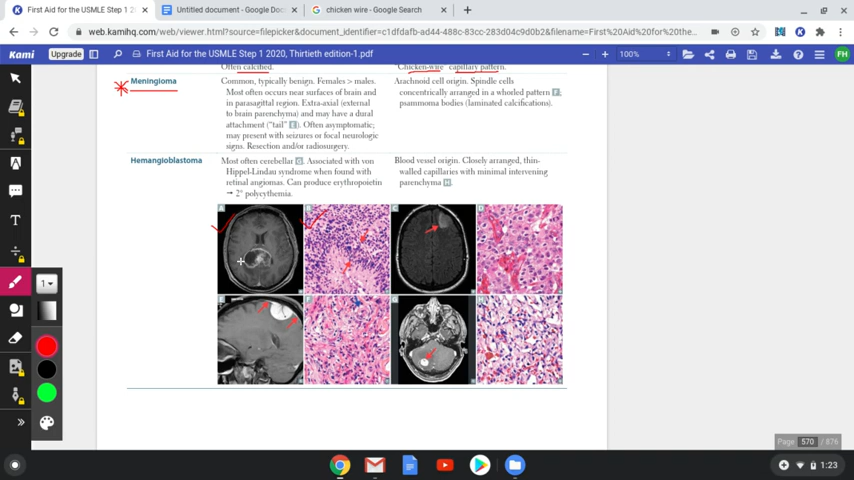 First Aid for the USMLE Step 1 2
Untitled document - Google Doc
chicken wire - Google Search
web.kamihq.com/web/viewer.html?source=filepicker&document_identifier=c1dfdafb-ad44-488c-83cc-283d04c9d0b2&filename=First%20Aid%20for%20the...
Kami
Upgrade
First Aid for the USMLE Step 1 2020, Thirtieth edition-1.pdf
100%
FH
Often calcified.
"Chicken-wire" capillary pattern.
Meningioma
Common, typically benign. Females > males.
Most often occurs near surfaces of brain and
in parasagittal region. Extra-axial (external
to brain parenchyma) and may have a dural
attachment ("tail" E). Often asymptomatic;
may present with seizures or focal neurologic
signs. Resection and/or radiosurgery.
Arachnoid cell origin. Spindle cells
concentrically arranged in a whorled pattern F;
psammoma bodies (laminated calcifications).
Hemangioblastoma
Most often cerebellar G. Associated with von
Hippel-Lindau syndrome when found with
retinal angiomas. Can produce erythropoietin
→ 2° polycythemia.
Blood vessel origin. Closely arranged, thin-
walled capillaries with minimal intervening
parenchyma H.
A
B
C
D
E
F
G
H
T
1
Page 570 / 876
1:23